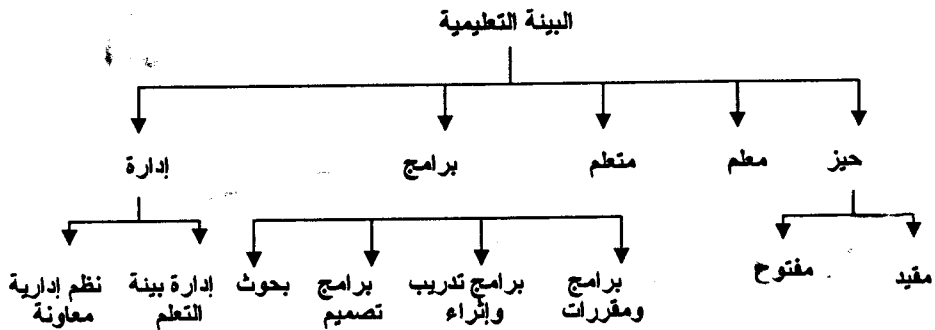 البيئة التعليمية
حيز
معلم
متعلم
برامج
إدارة
مقيد
مفتوح
برامج
ومقررات
برامج تدريب
وإثراء
برامج
تصميم
بحوث
إدارة بيئة
التعلم
نظم إدارية
معاونة